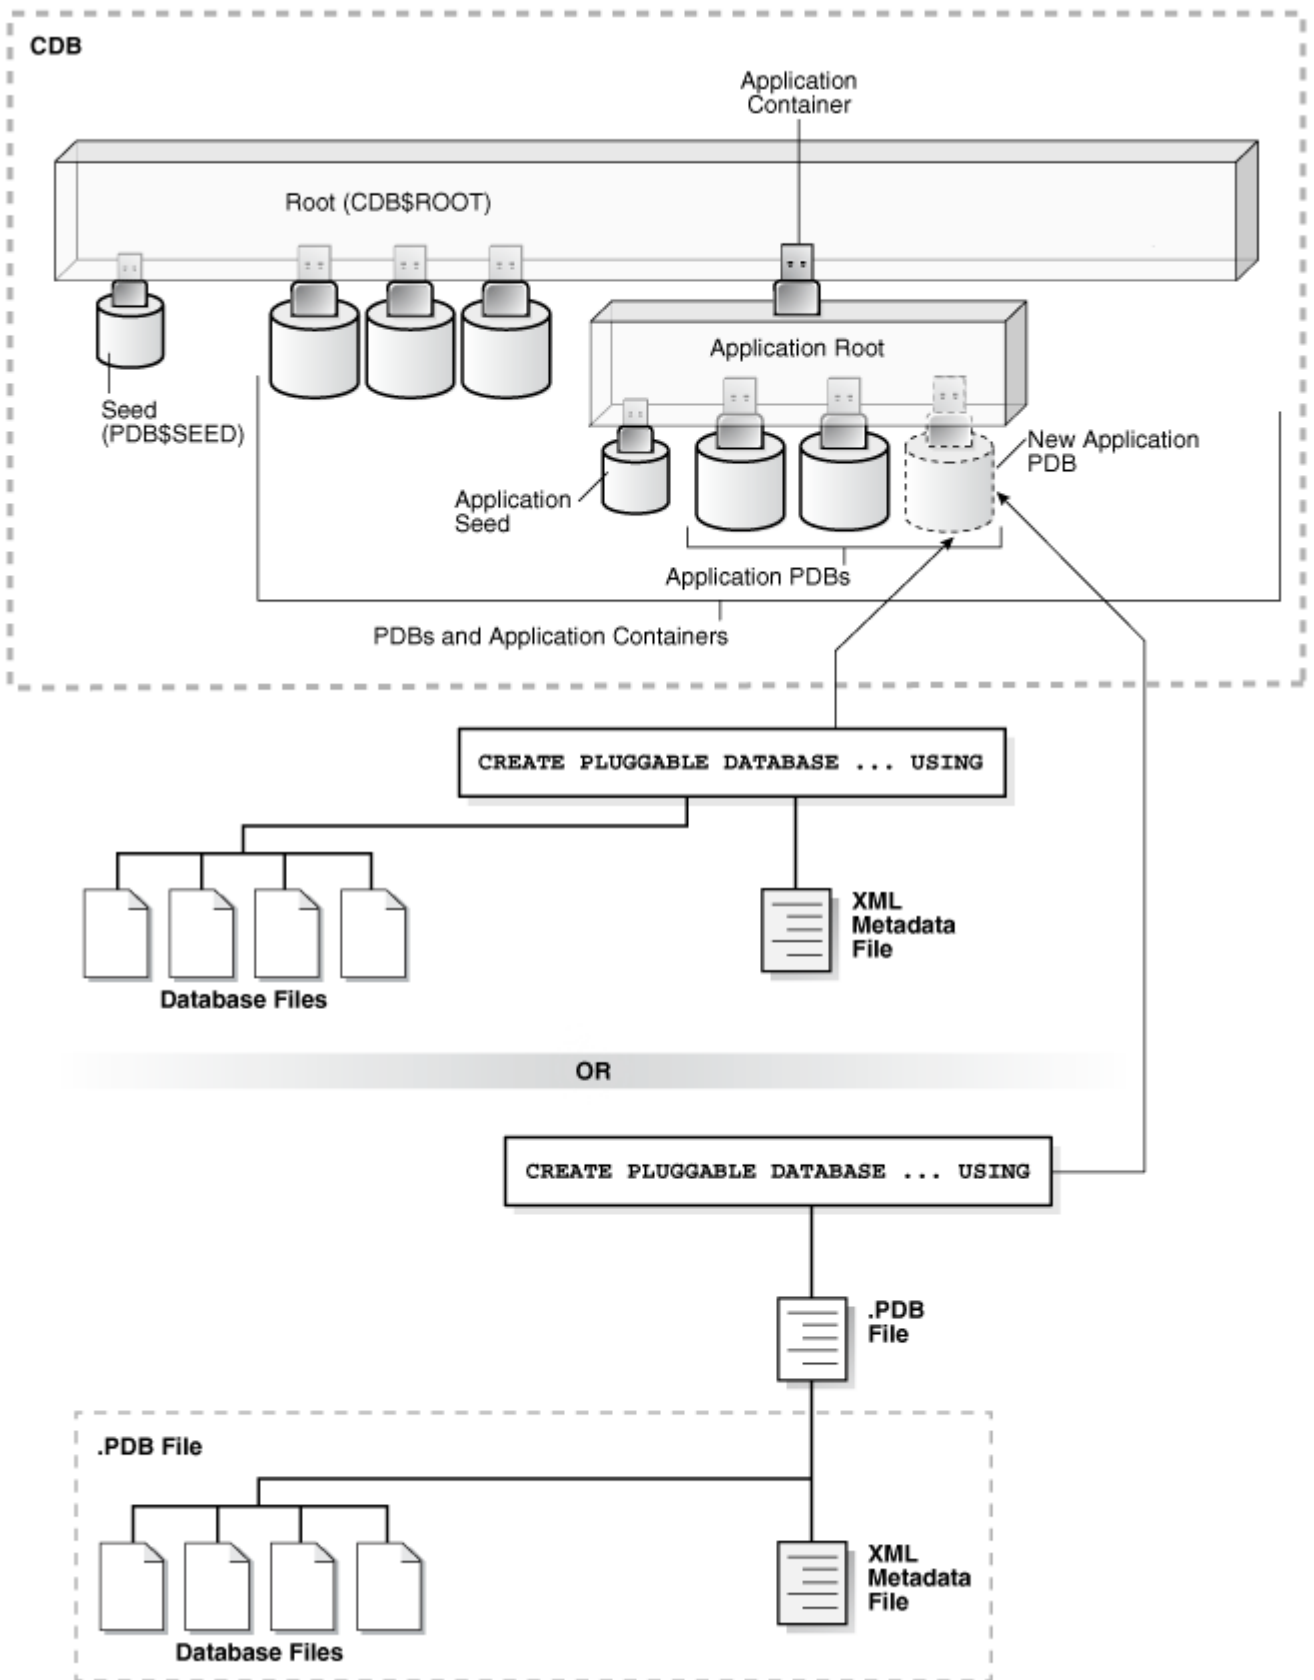 CDB
Application
Container
Root (CDB$ROOT)
Application Root
Seed
(PDB$SEED)
New Application
PDB
Application
Seed
Application PDBs
PDBs and Application Containers
CREATE PLUGGABLE DATABASE ... USING
XML
Metadata
File
Database Files
OR
CREATE PLUGGABLE DATABASE ... USING
.PDB
File
.PDB File
XML
Metadata
File
Database Files